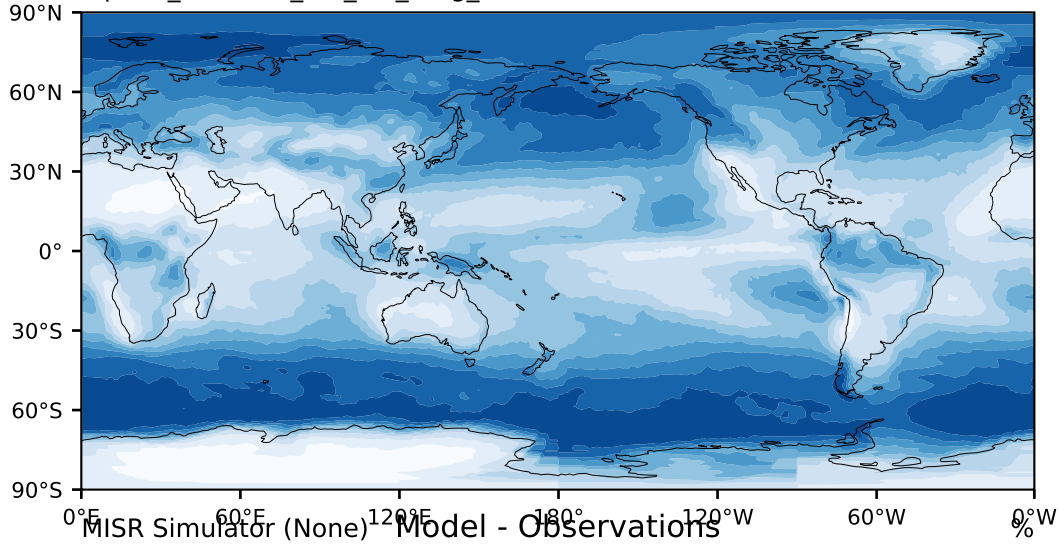 90°N
60°N
30°N
0°
30°S
60°S
90°S
0°E 60°E 120°E 180° 120°W 60°W 0°W
MISR Simulator (None) Model - Observations %